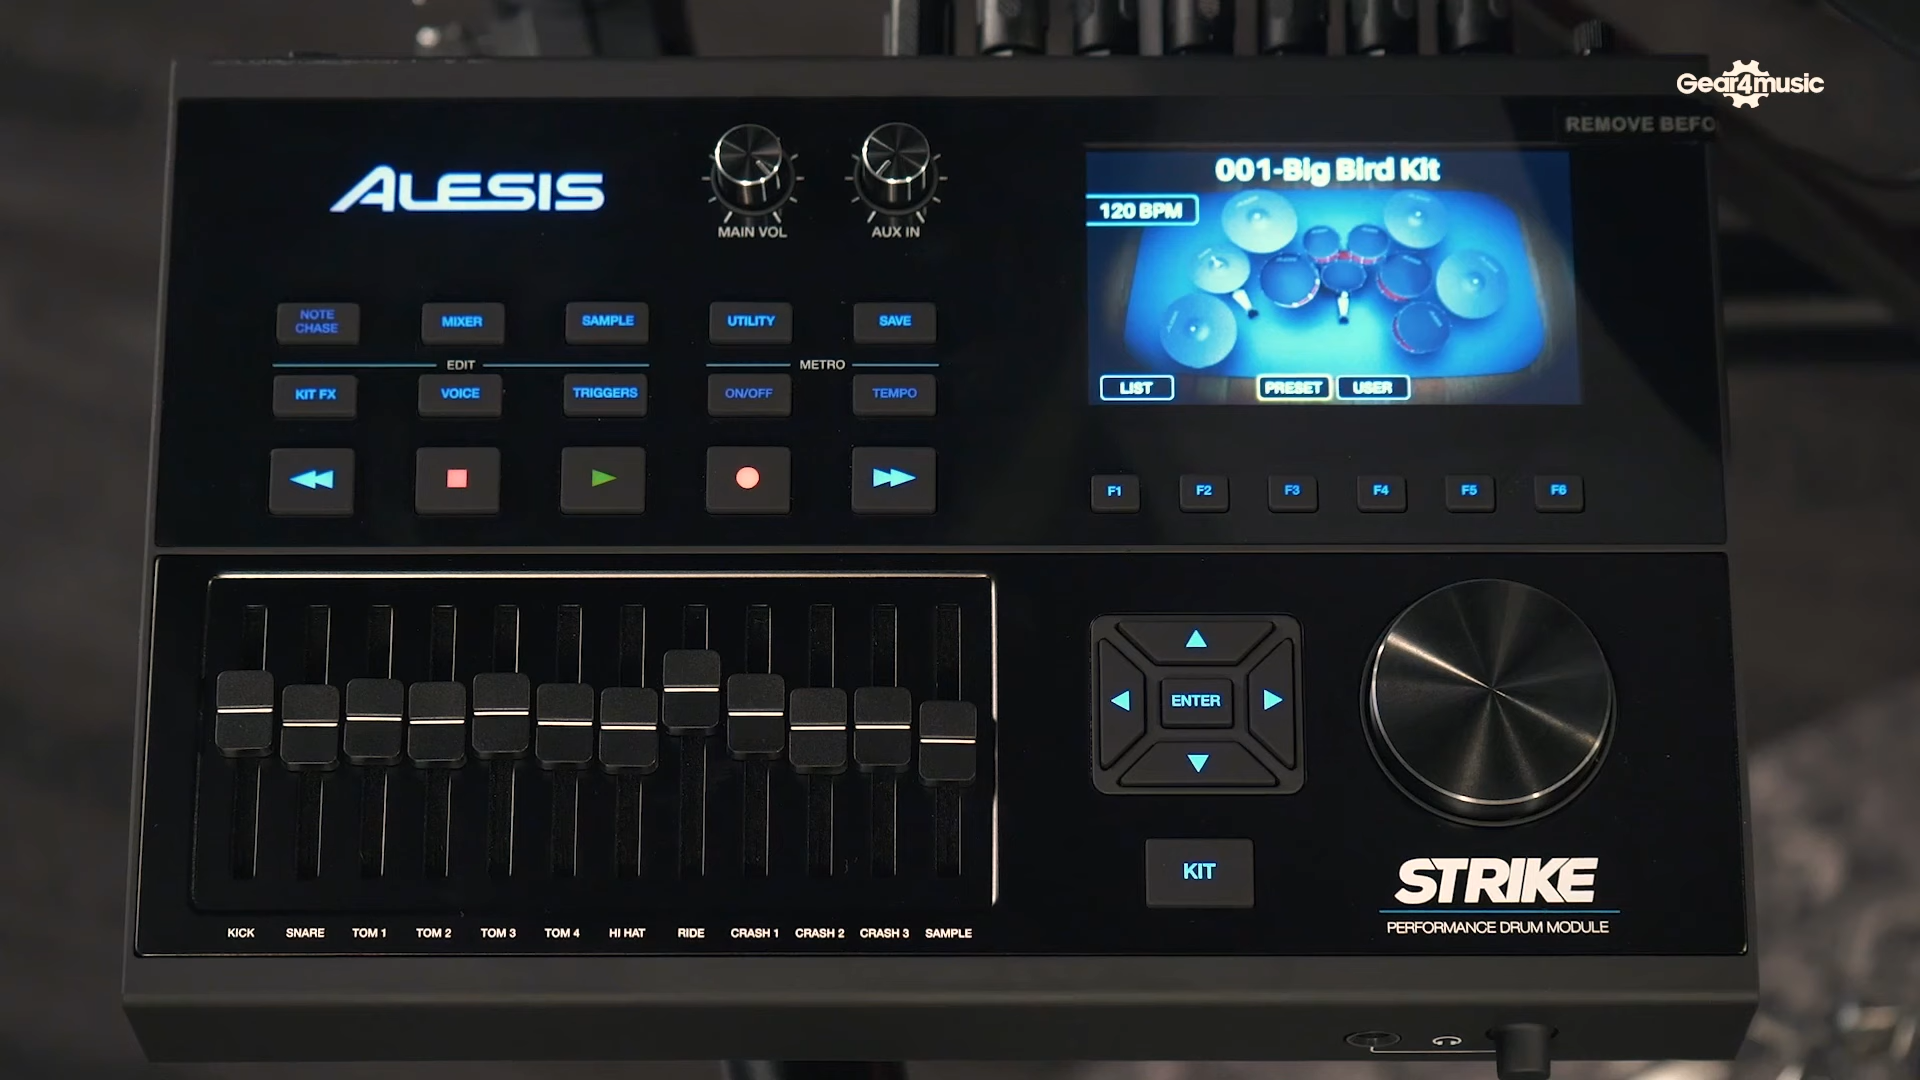 Gear4music
REMOVE BEFO
ALESIS
MAIN VOL
AUX IN
001-Big Bird Kit
120 BPM
LIST
PRESET
USER
NOTE
CHASE
MIXER
SAMPLE
UTILITY
SAVE
EDIT
METRO
KIT FX
VOICE
TRIGGERS
ON/OFF
TEMPO
F1
F2
F3
F4
F5
F6
ENTER
KIT
STRIKE
PERFORMANCE DRUM MODULE
KICK
SNARE
TOM 1
TOM 2
TOM 3
TOM 4
HI HAT
RIDE
CRASH 1
CRASH 2
CRASH 3
SAMPLE